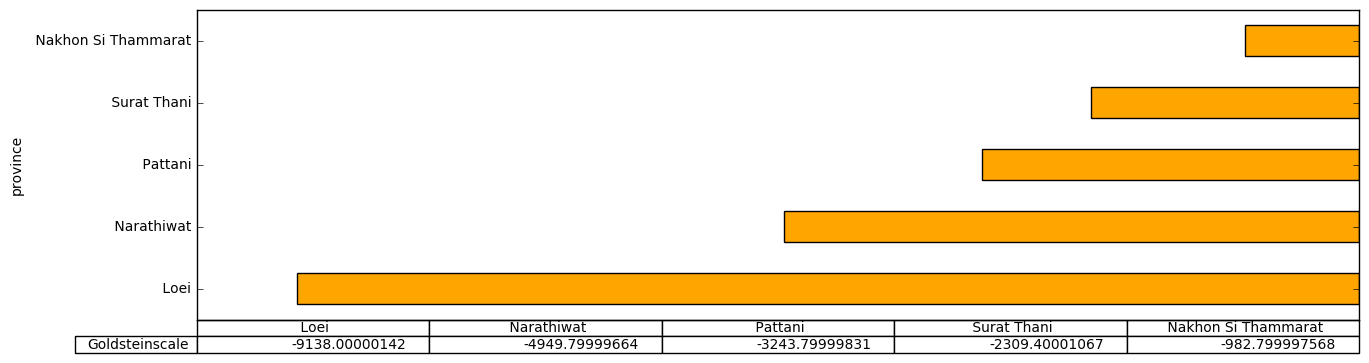 Nakhon Si Thammarat
Surat Thani
Pattani
Narathiwat
Loei
province
Loei Narathiwat Pattani Surat Thani Nakhon Si Thammarat
Goldsteinscale -9138.00000142 -4949.79999664 -3243.79999831 -2309.40001067 -982.799997568